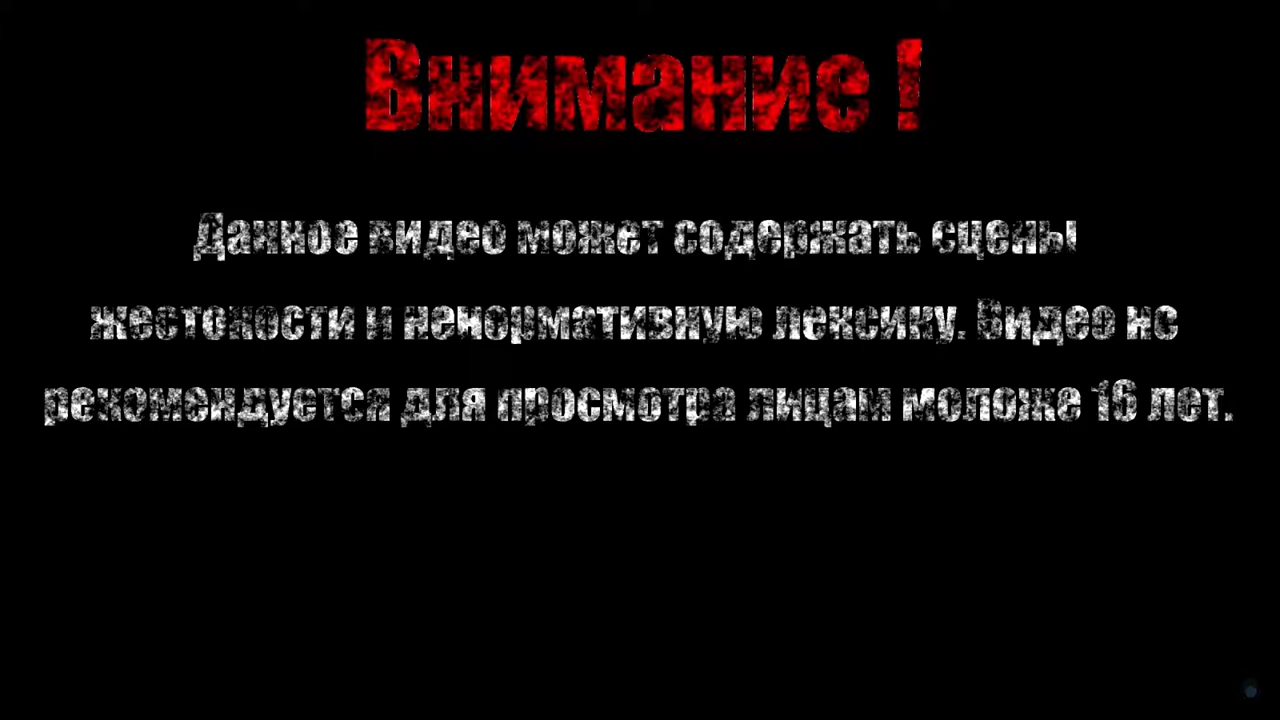 Внимание !
Данное видео может содержать сцены
жестокости и ненормативную лексику. Видео не
рекомендуется для просмотра лицам моложе 16 лет.